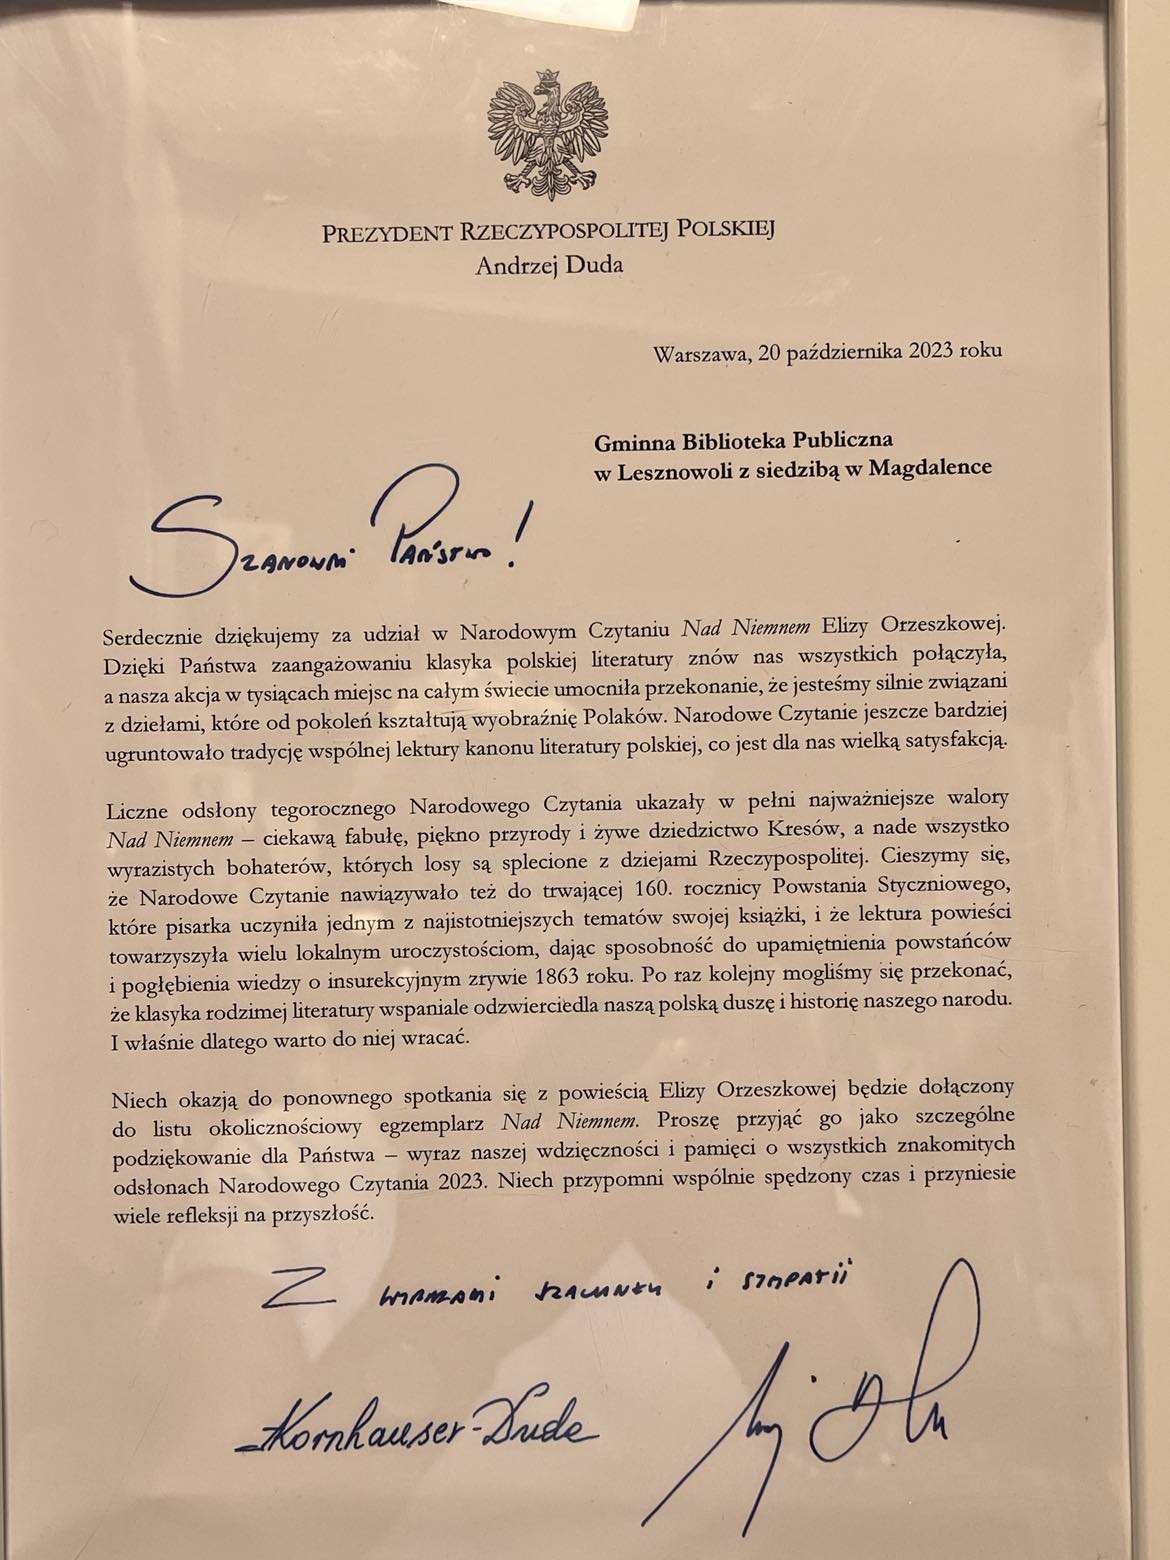 PREZYDENT RZECZYPOSPOLITEJ POLSKIEJ
Andrzej Duda
Warszawa, 20 października 2023 roku
Gminna Biblioteka Publiczna
w Lesznowoli z siedzibą w Magdalence
Szanowni Państwo!
Serdecznie dziękujemy za udział w Narodowym Czytaniu Nad Niemnem Elizy Orzeszkowej.
Dzięki Państwa zaangażowaniu klasyka polskiej literatury znów nas wszystkich połączyła,
a nasza akcja w tysiącach miejsc na całym świecie umocniła przekonanie, że jesteśmy silnie związani
z dziełami, które od pokoleń kształtują wyobraźnię Polaków. Narodowe Czytanie jeszcze bardziej
ugruntowało tradycję wspólnej lektury kanonu literatury polskiej, co jest dla nas wielką satysfakcją.
Liczne odsłony tegorocznego Narodowego Czytania ukazały w pełni najważniejsze walory
Nad Niemnem – ciekawą fabułę, piękno przyrody i żywe dziedzictwo Kresów, a nade wszystko
wyrazistych bohaterów, których losy są splecione z dziejami Rzeczypospolitej. Cieszymy się,
że Narodowe Czytanie nawiązywało też do trwającej 160. rocznicy Powstania Styczniowego,
które pisarka uczyniła jednym z najistotniejszych tematów swojej książki, i że lektura powieści
towarzyszyła wielu lokalnym uroczystościom, dając sposobność do upamiętnienia powstańców
i pogłębienia wiedzy o insurekcyjnym zrywie 1863 roku. Po raz kolejny mogliśmy się przekonać,
że klasyka rodzimej literatury wspaniale odzwierciedla naszą polską duszę i historię naszego narodu.
I właśnie dlatego warto do niej wracać.
Niech okazją do ponownego spotkania się z powieścią Elizy Orzeszkowej będzie dołączony
do listu okolicznościowy egzemplarz Nad Niemnem. Proszę przyjąć go jako szczególne
podziękowanie dla Państwa – wyraz naszej wdzięczności i pamięci o wszystkich znakomitych
odsłonach Narodowego Czytania 2023. Niech przypomni wspólnie spędzony czas i przyniesie
wiele refleksji na przyszłość.
Z wyrazami szacunku i sympatii
Kornhauser-Duda